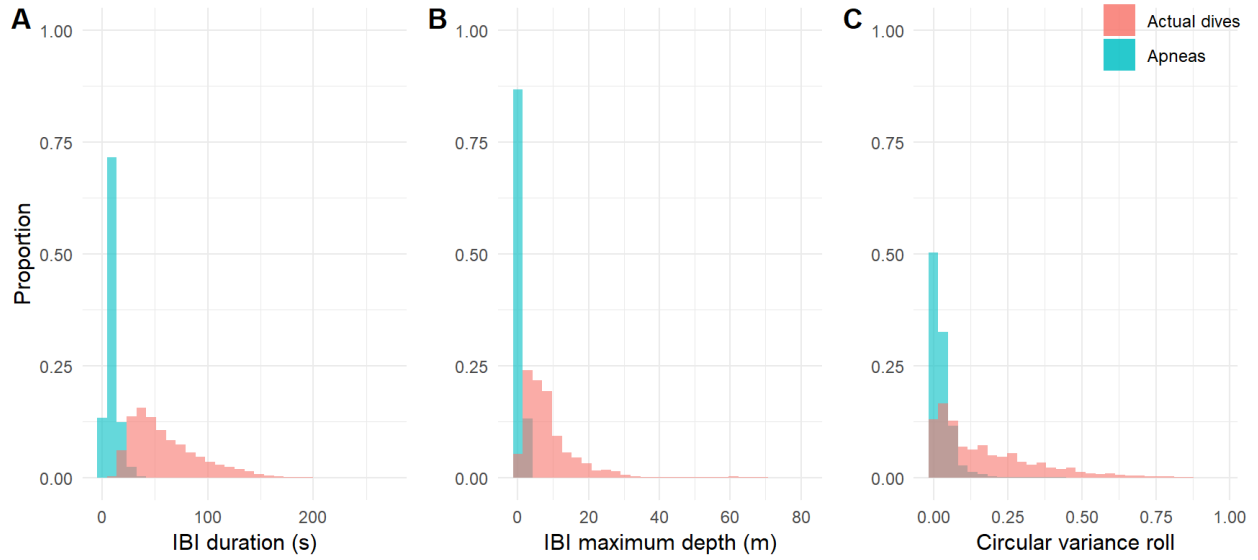 A
B
C
Actual dives
Apneas
Proportion
1.00
0.75
0.50
0.25
0.00
0 100 200
IBI duration (s)
1.00
0.75
0.50
0.25
0.00
0 20 40 60 80
IBI maximum depth (m)
1.00
0.75
0.50
0.25
0.00
0.00 0.25 0.50 0.75 1.00
Circular variance roll